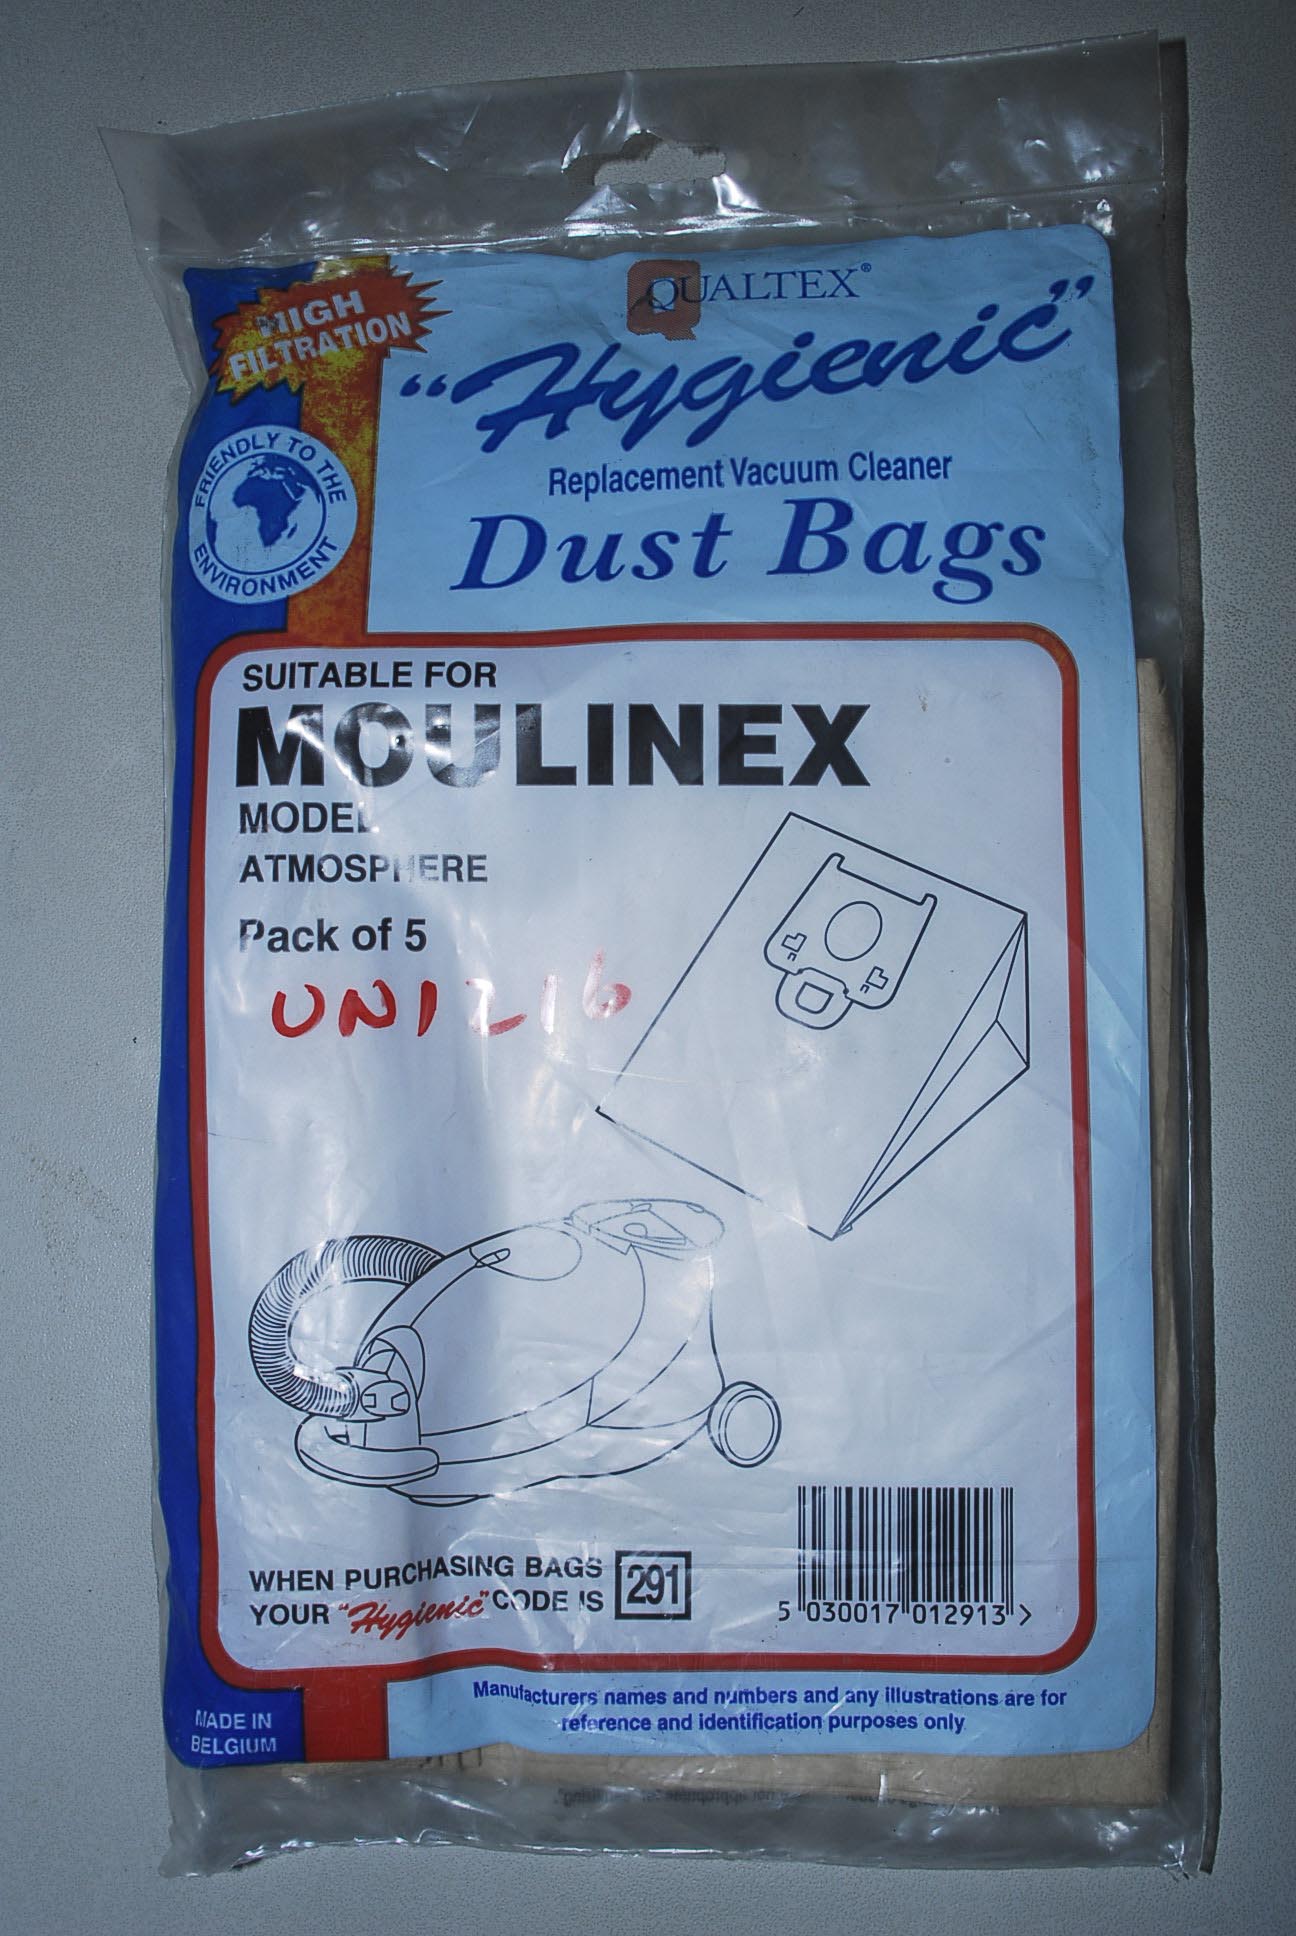 HIGH
FILTRATION
QUALTEX®
"Hygienic"
FRIENDLY TO THE
ENVIRONMENT
Replacement Vacuum Cleaner
Dust Bags
SUITABLE FOR
MOULINEX
MODEL
ATMOSPHERE
Pack of 5
UNI216
WHEN PURCHASING BAGS
YOUR "Hygienic" CODE IS
291
5 030017 012913 >
Manufacturers names and numbers and any illustrations are for
reference and identification purposes only
MADE IN
BELGIUM